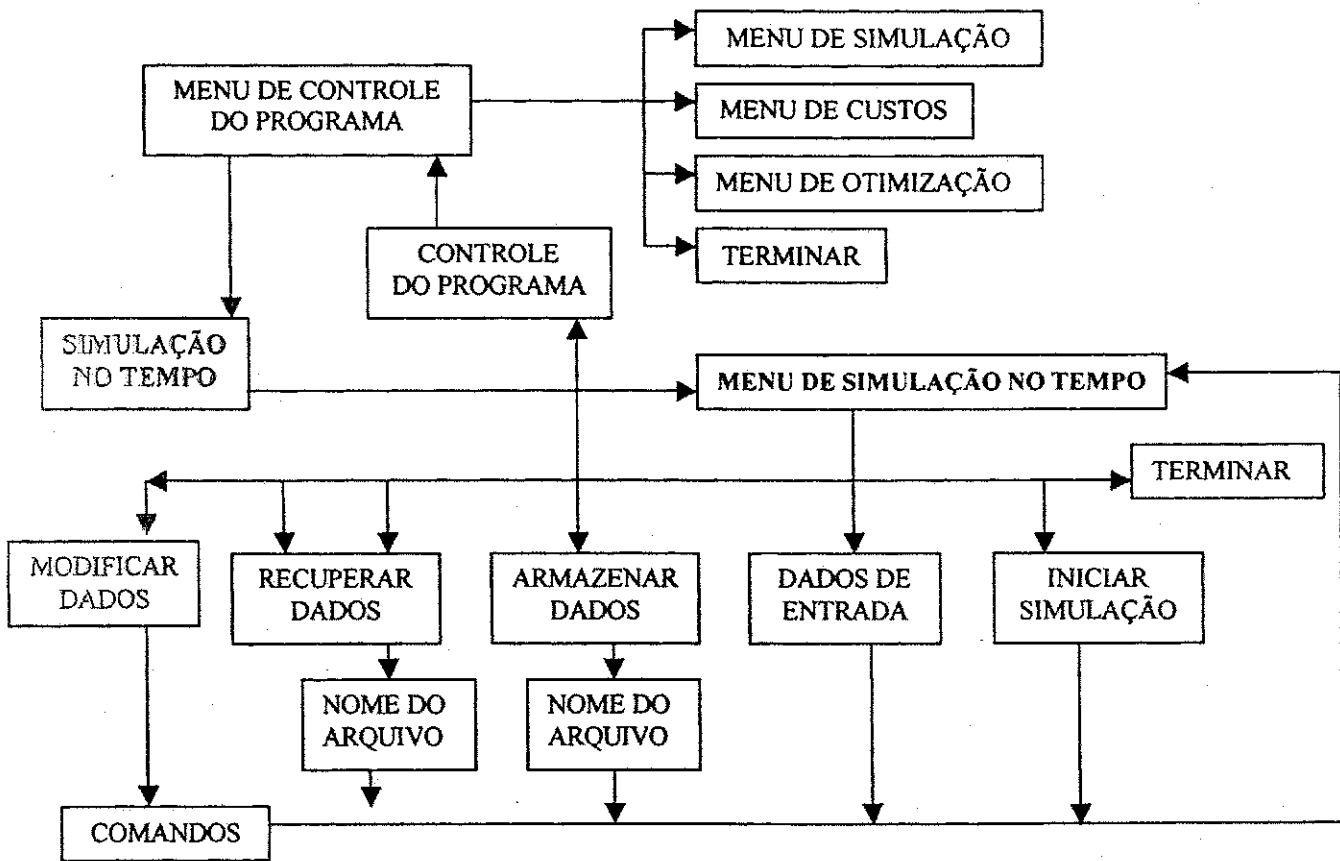 MENU DE SIMULAÇÃO
MENU DE CONTROLE
DO PROGRAMA
MENU DE CUSTOS
MENU DE OTIMIZAÇÃO
CONTROLE
DO PROGRAMA
TERMINAR
SIMULAÇÃO
NO TEMPO
MENU DE SIMULAÇÃO NO TEMPO
TERMINAR
MODIFICAR
DADOS
RECUPERAR
DADOS
ARMAZENAR
DADOS
DADOS DE
ENTRADA
INICIAR
SIMULAÇÃO
NOME DO
ARQUIVO
NOME DO
ARQUIVO
COMANDOS